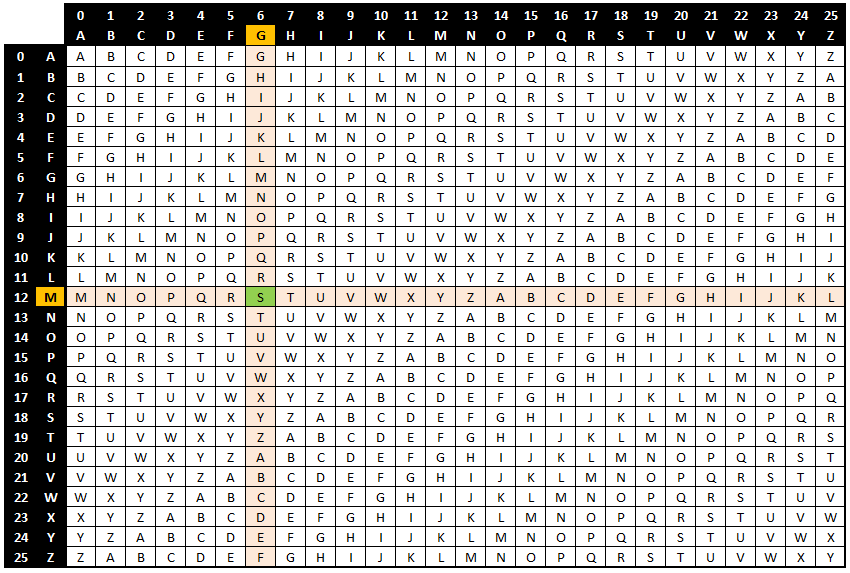 0 1 2 3 4 5 6 7 8 9 10 11 12 13 14 15 16 17 18 19 20 21 22 23 24 25
A B C D E F G H I J K L M N O P Q R S T U V W X Y Z
0 A A B C D E F G H I J K L M N O P Q R S T U V W X Y Z
1 B B C D E F G H I J K L M N O P Q R S T U V W X Y Z A
2 C C D E F G H I J K L M N O P Q R S T U V W X Y Z A B
3 D D E F G H I J K L M N O P Q R S T U V W X Y Z A B C
4 E E F G H I J K L M N O P Q R S T U V W X Y Z A B C D
5 F F G H I J K L M N O P Q R S T U V W X Y Z A B C D E
6 G G H I J K L M N O P Q R S T U V W X Y Z A B C D E F
7 H H I J K L M N O P Q R S T U V W X Y Z A B C D E F G
8 I I J K L M N O P Q R S T U V W X Y Z A B C D E F G H
9 J J K L M N O P Q R S T U V W X Y Z A B C D E F G H I
10 K K L M N O P Q R S T U V W X Y Z A B C D E F G H I J
11 L L M N O P Q R S T U V W X Y Z A B C D E F G H I J K
12 M M N O P Q R S T U V W X Y Z A B C D E F G H I J K L
13 N N O P Q R S T U V W X Y Z A B C D E F G H I J K L M
14 O O P Q R S T U V W X Y Z A B C D E F G H I J K L M N
15 P P Q R S T U V W X Y Z A B C D E F G H I J K L M N O
16 Q Q R S T U V W X Y Z A B C D E F G H I J K L M N O P
17 R R S T U V W X Y Z A B C D E F G H I J K L M N O P Q
18 S S T U V W X Y Z A B C D E F G H I J K L M N O P Q R
19 T T U V W X Y Z A B C D E F G H I J K L M N O P Q R S
20 U U V W X Y Z A B C D E F G H I J K L M N O P Q R S T
21 V V W X Y Z A B C D E F G H I J K L M N O P Q R S T U
22 W W X Y Z A B C D E F G H I J K L M N O P Q R S T U V
23 X X Y Z A B C D E F G H I J K L M N O P Q R S T U V W
24 Y Y Z A B C D E F G H I J K L M N O P Q R S T U V W X
25 Z Z A B C D E F G H I J K L M N O P Q R S T U V W X Y